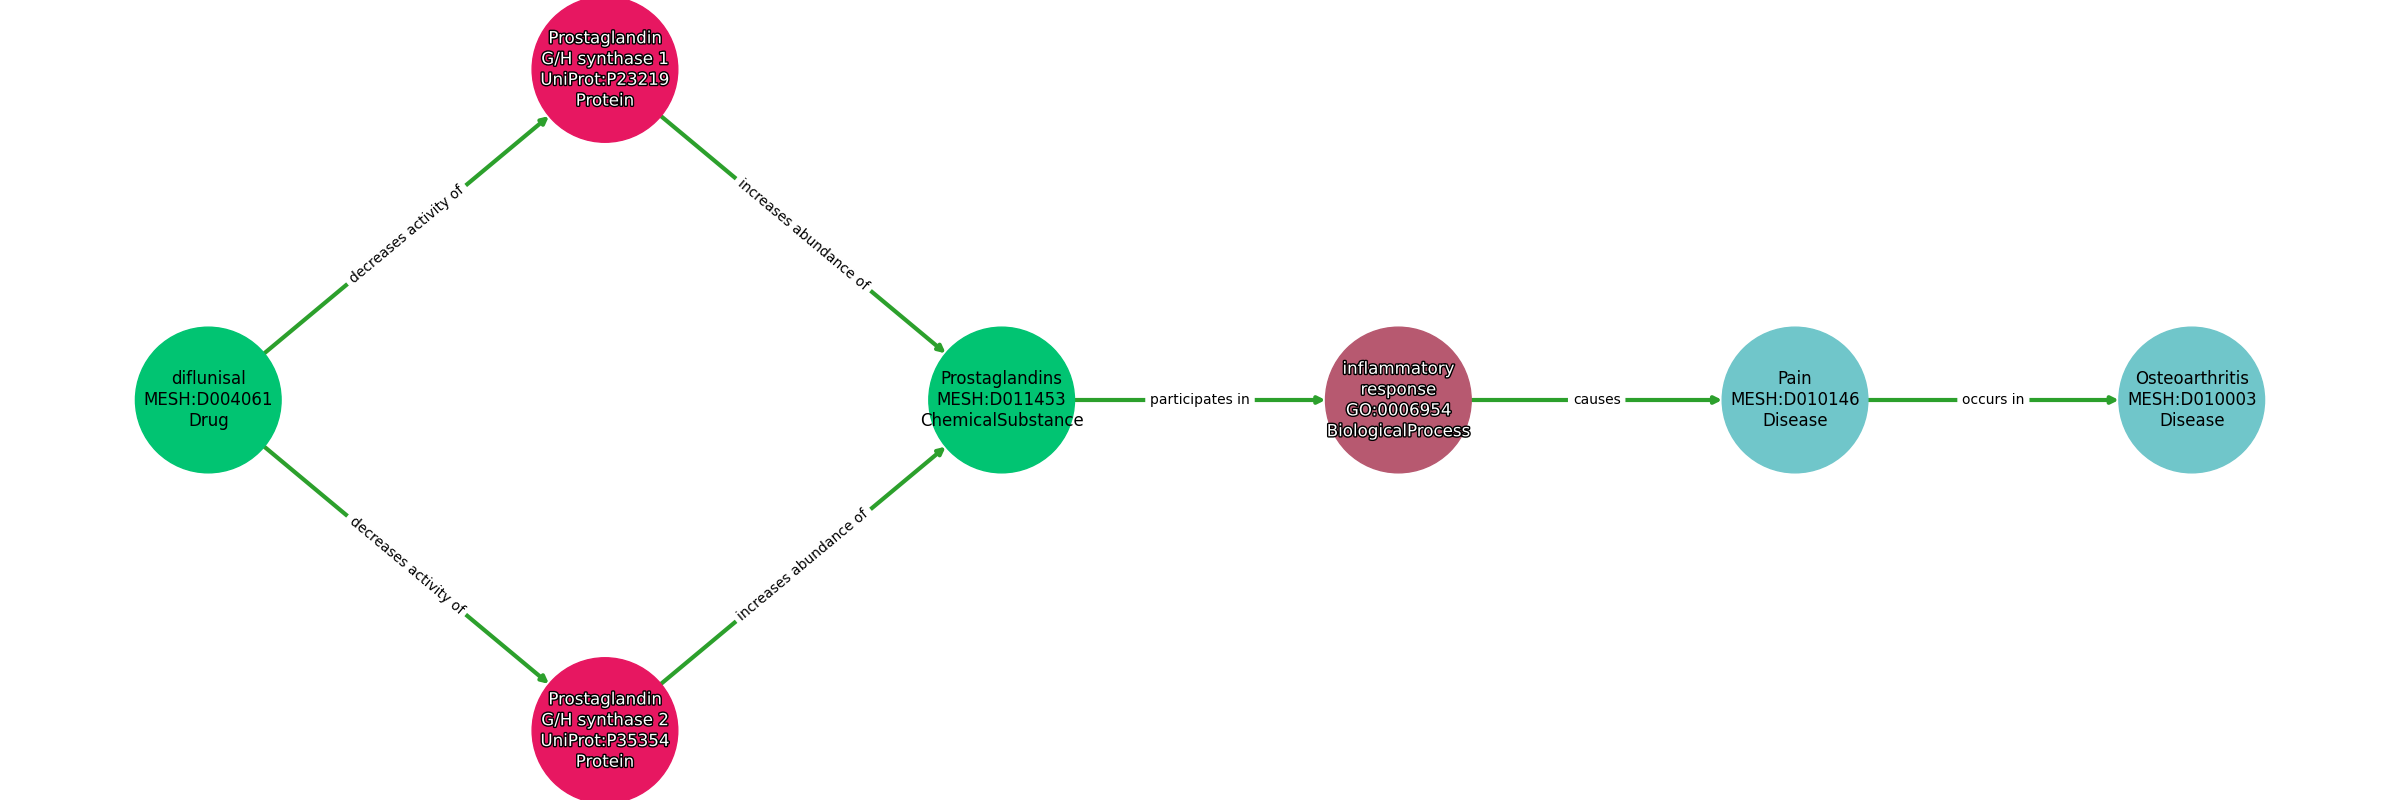 Prostaglandin
G/H synthase 1
UniProt:P23219
Protein
decreases activity of
increases abundance of
diflunisal
MESH:D004061
Drug
Prostaglandins
MESH:D011453
ChemicalSubstance
participates in
inflammatory
response
GO:0006954
BiologicalProcess
causes
Pain
MESH:D010146
Disease
occurs in
Osteoarthritis
MESH:D010003
Disease
decreases activity of
increases abundance of
Prostaglandin
G/H synthase 2
UniProt:P35354
Protein